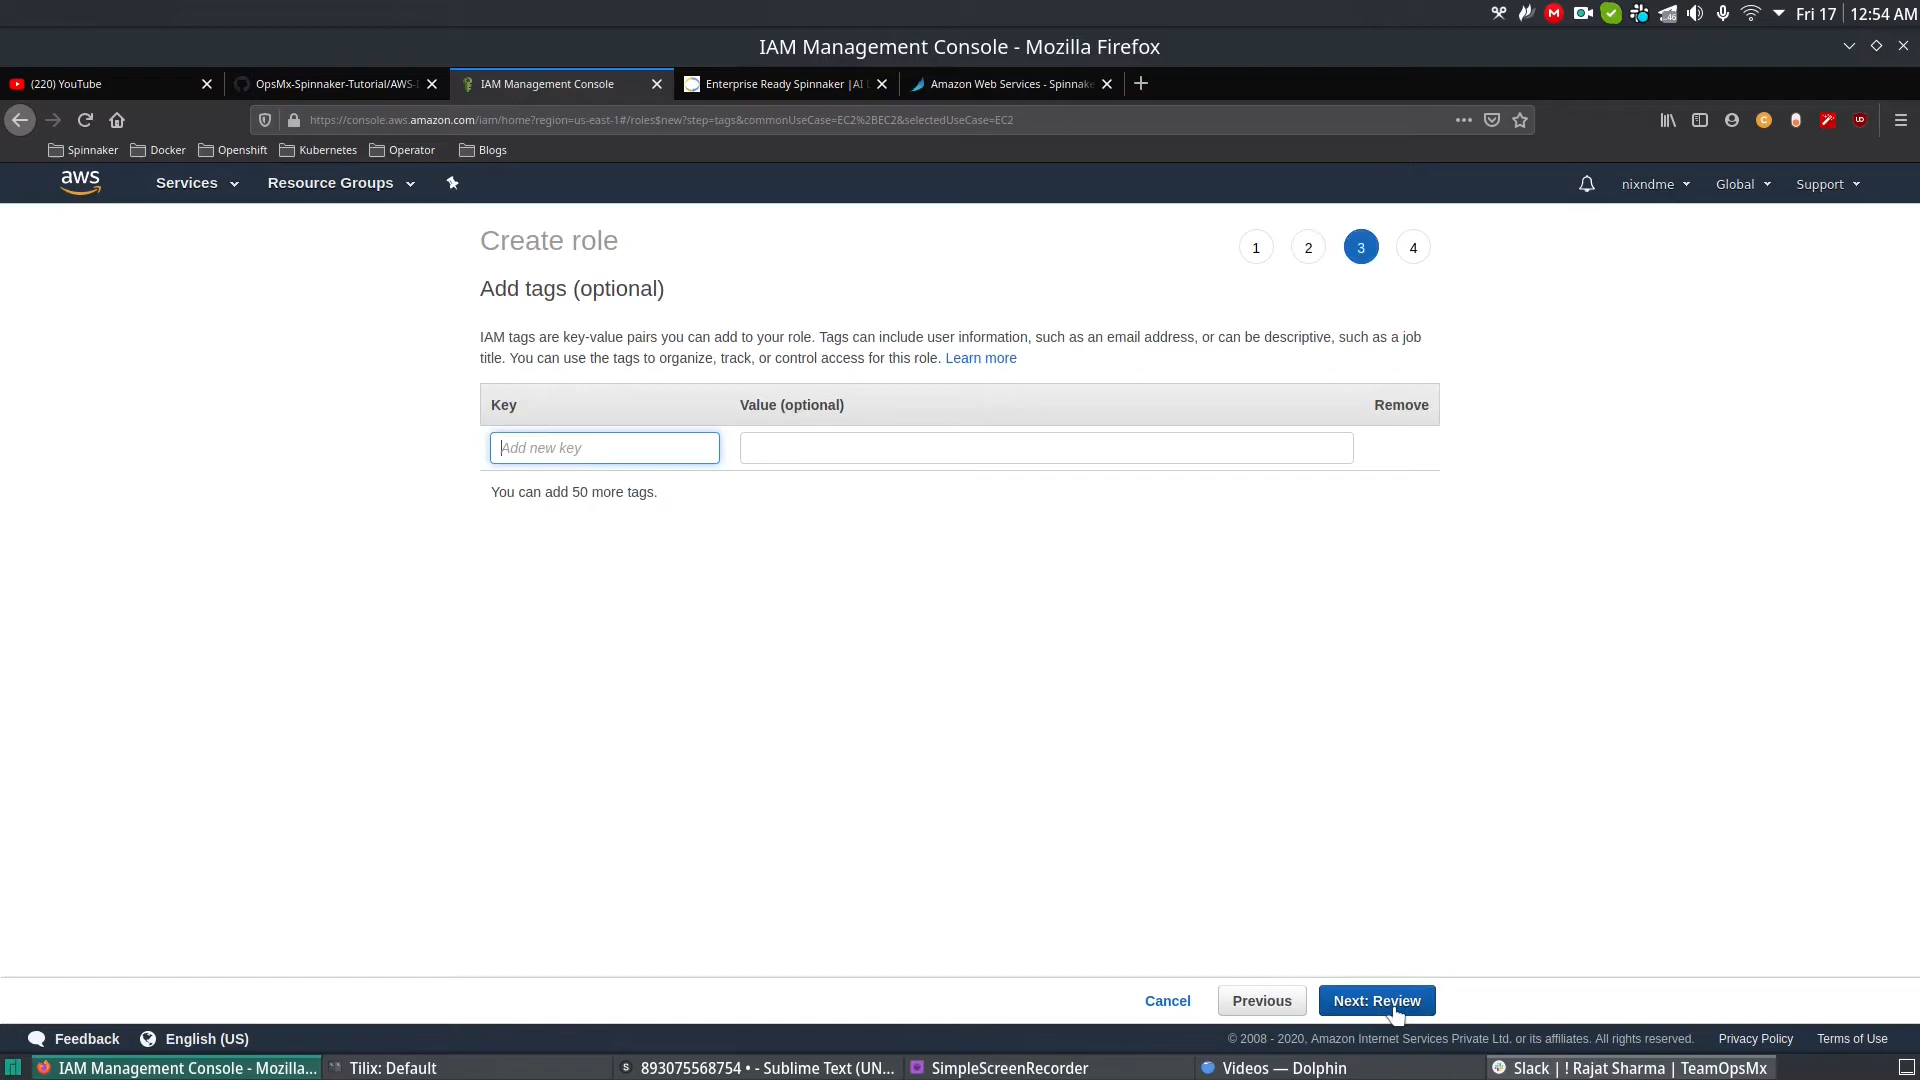 .46
Fri 17
12:54 AM
IAM Management Console - Mozilla Firefox
(220) YouTube
OpsMx-Spinnaker-Tutorial/AWS-
IAM Management Console
Enterprise Ready Spinnaker |AI
Amazon Web Services - Spinnake
https://console.aws.amazon.com/iam/home?region=us-east-1#/roles$new?step=tags&commonUseCase=EC2%2BEC2&selectedUseCase=EC2
Spinnaker
Docker
Openshift
Kubernetes
Operator
Blogs
aws
Services
Resource Groups
nixndme
Global
Support
Create role
1
2
3
4
Add tags (optional)
IAM tags are key-value pairs you can add to your role. Tags can include user information, such as an email address, or can be descriptive, such as a job
title. You can use the tags to organize, track, or control access for this role. Learn more
Key
Value (optional)
Remove
Add new key
You can add 50 more tags.
Cancel
Previous
Next: Review
Feedback
English (US)
© 2008 - 2020, Amazon Internet Services Private Ltd. or its affiliates. All rights reserved.
Privacy Policy
Terms of Use
IAM Management Console - Mozilla...
Tilix: Default
893075568754 • - Sublime Text (UN...
SimpleScreenRecorder
Videos — Dolphin
Slack | ! Rajat Sharma | TeamOpsMx